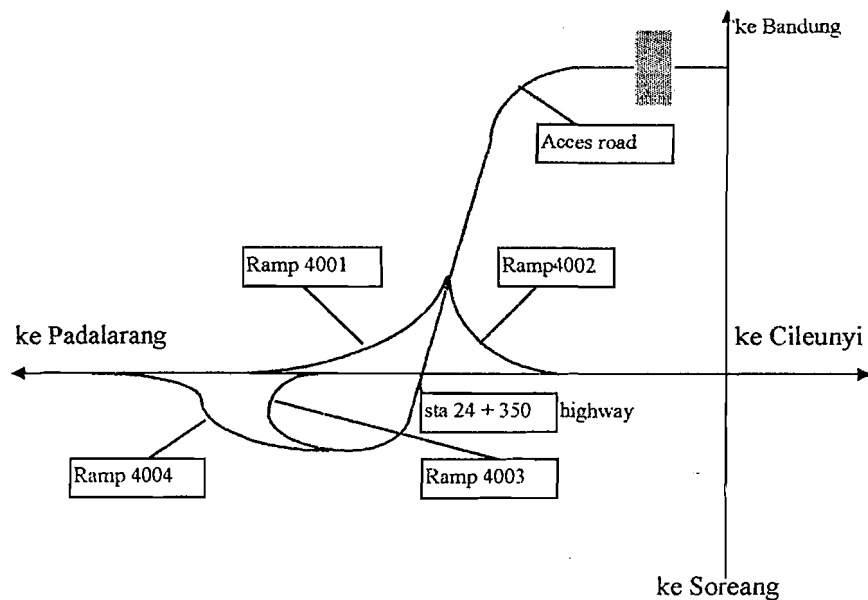 ke Bandung
Acces road
Ramp 4001
Ramp4002
ke Padalarang
ke Cileunyi
sta 24 + 350
highway
Ramp 4004
Ramp 4003
ke Soreang